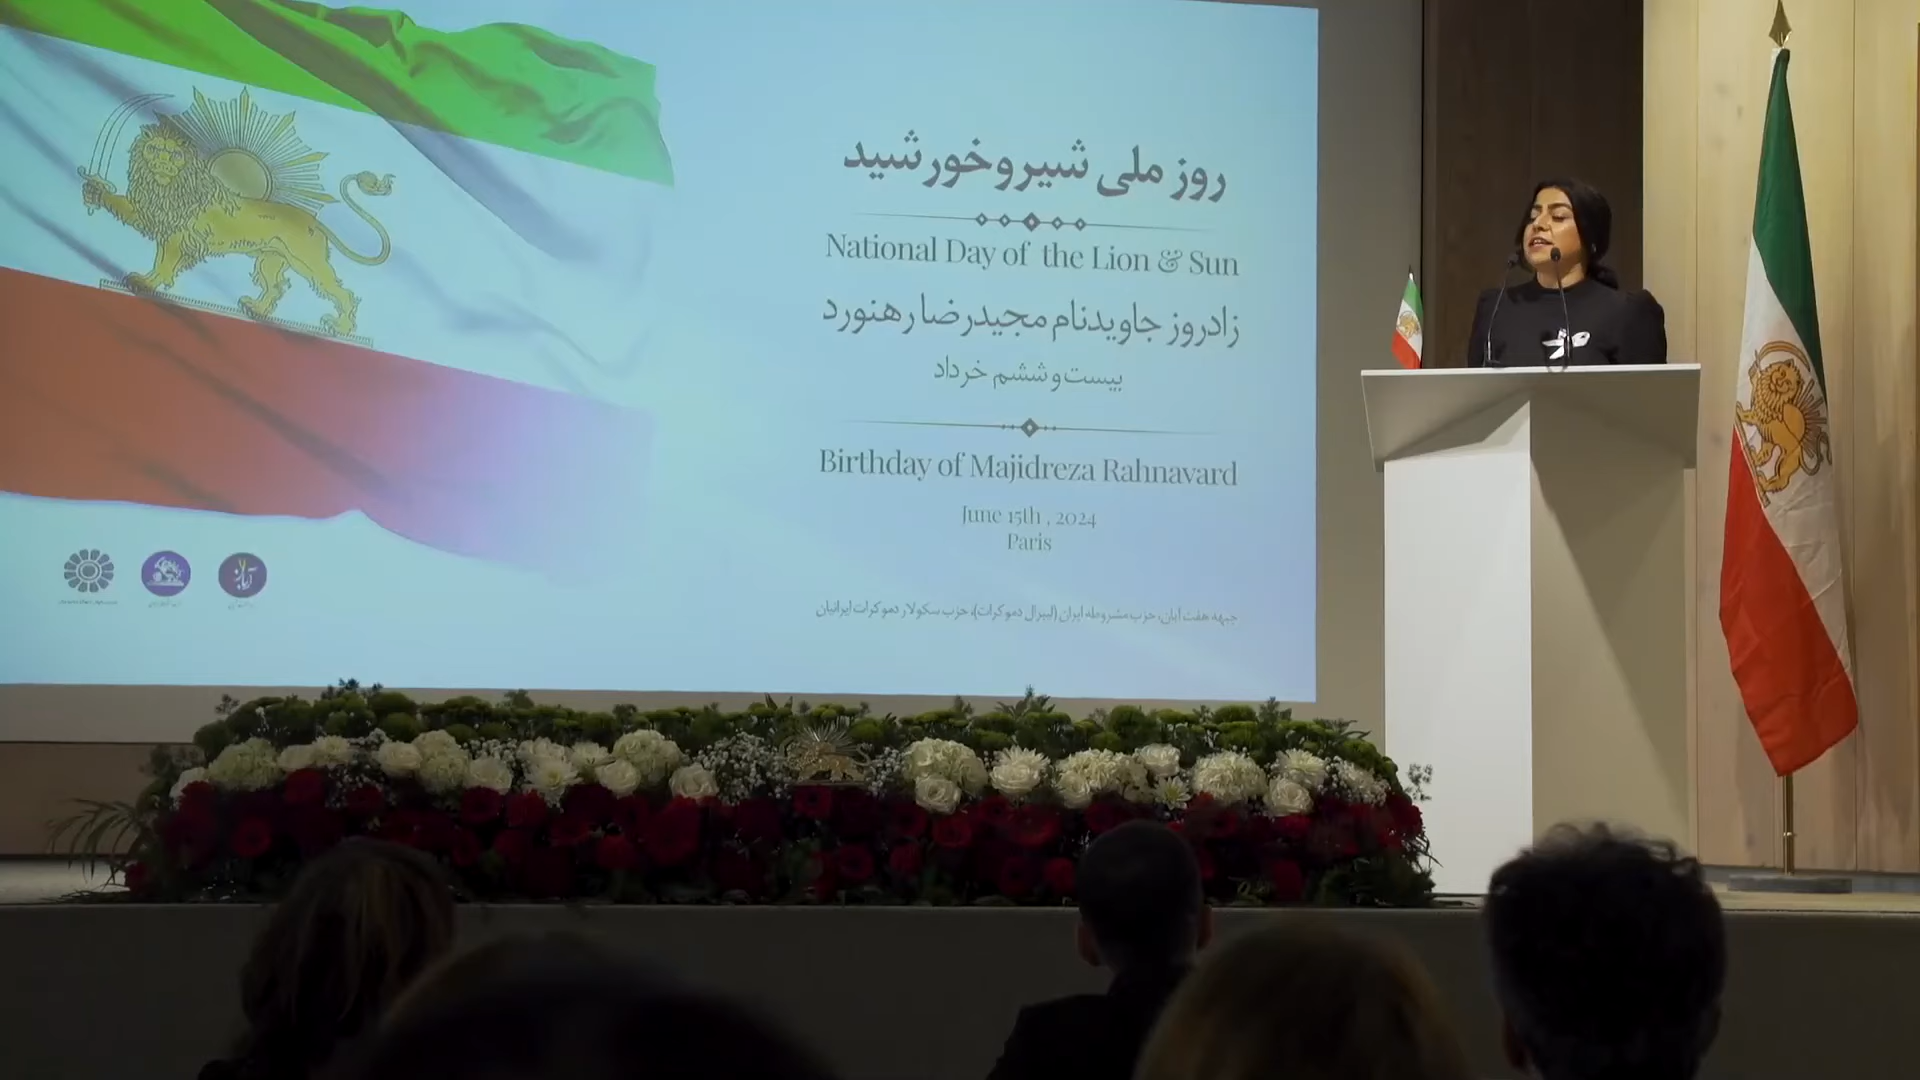 روز ملی شیروخورشید
National Day of the Lion & Sun
زادروز جاویدنام مجیدرضا رهنورد
بیست و ششم خرداد
Birthday of Majidreza Rahnavard
June 15th , 2024
Paris
جبهه هفت آبان، حزب مشروطه ایران (لیبرال دموکرات)، حزب سکولار دموکرات ایرانیان